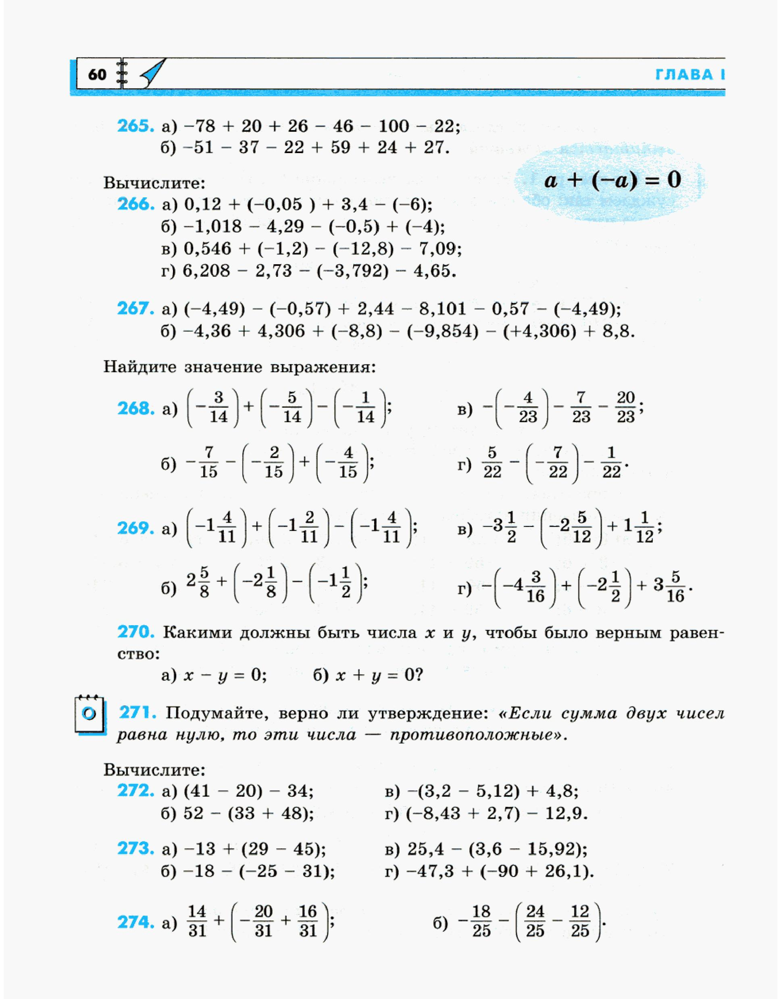 60
ГЛАВА I
265. а) −78 + 20 + 26 − 46 − 100 − 22;
б) −51 − 37 − 22 + 59 + 24 + 27.
a + (−a) = 0
Вычислите:
266. а) 0,12 + (−0,05 ) + 3,4 − (−6);
б) −1,018 − 4,29 − (−0,5) + (−4);
в) 0,546 + (−1,2) − (−12,8) − 7,09;
г) 6,208 − 2,73 − (−3,792) − 4,65.
267. а) (−4,49) − (−0,57) + 2,44 − 8,101 − 0,57 − (−4,49);
б) −4,36 + 4,306 + (−8,8) − (−9,854) − (+4,306) + 8,8.
Найдите значение выражения:
268. а) (−3/14) + (−5/14) − (−1/14); в) −(−4/23) − 7/23 − 20/23;
б) −7/15 − (−2/15) + (−4/15); г) 5/22 − (−7/22) − 1/22.
269. а) (−1 4/11) + (−1 2/11) − (−1 4/11); в) −3 1/2 − (−2 5/12) + 1 1/12;
б) 2 5/8 + (−2 1/8) − (−1 1/2); г) −(−4 3/16) + (−2 1/2) + 3 5/16.
270. Какими должны быть числа x и y, чтобы было верным равен-
ство:
а) x − y = 0; б) x + y = 0?
271. Подумайте, верно ли утверждение: «Если сумма двух чисел
равна нулю, то эти числа — противоположные».
Вычислите:
272. а) (41 − 20) − 34; в) −(3,2 − 5,12) + 4,8;
б) 52 − (33 + 48); г) (−8,43 + 2,7) − 12,9.
273. а) −13 + (29 − 45); в) 25,4 − (3,6 − 15,92);
б) −18 − (−25 − 31); г) −47,3 + (−90 + 26,1).
274. а) 14/31 + (−20/31 + 16/31); б) −18/25 − (24/25 − 12/25).